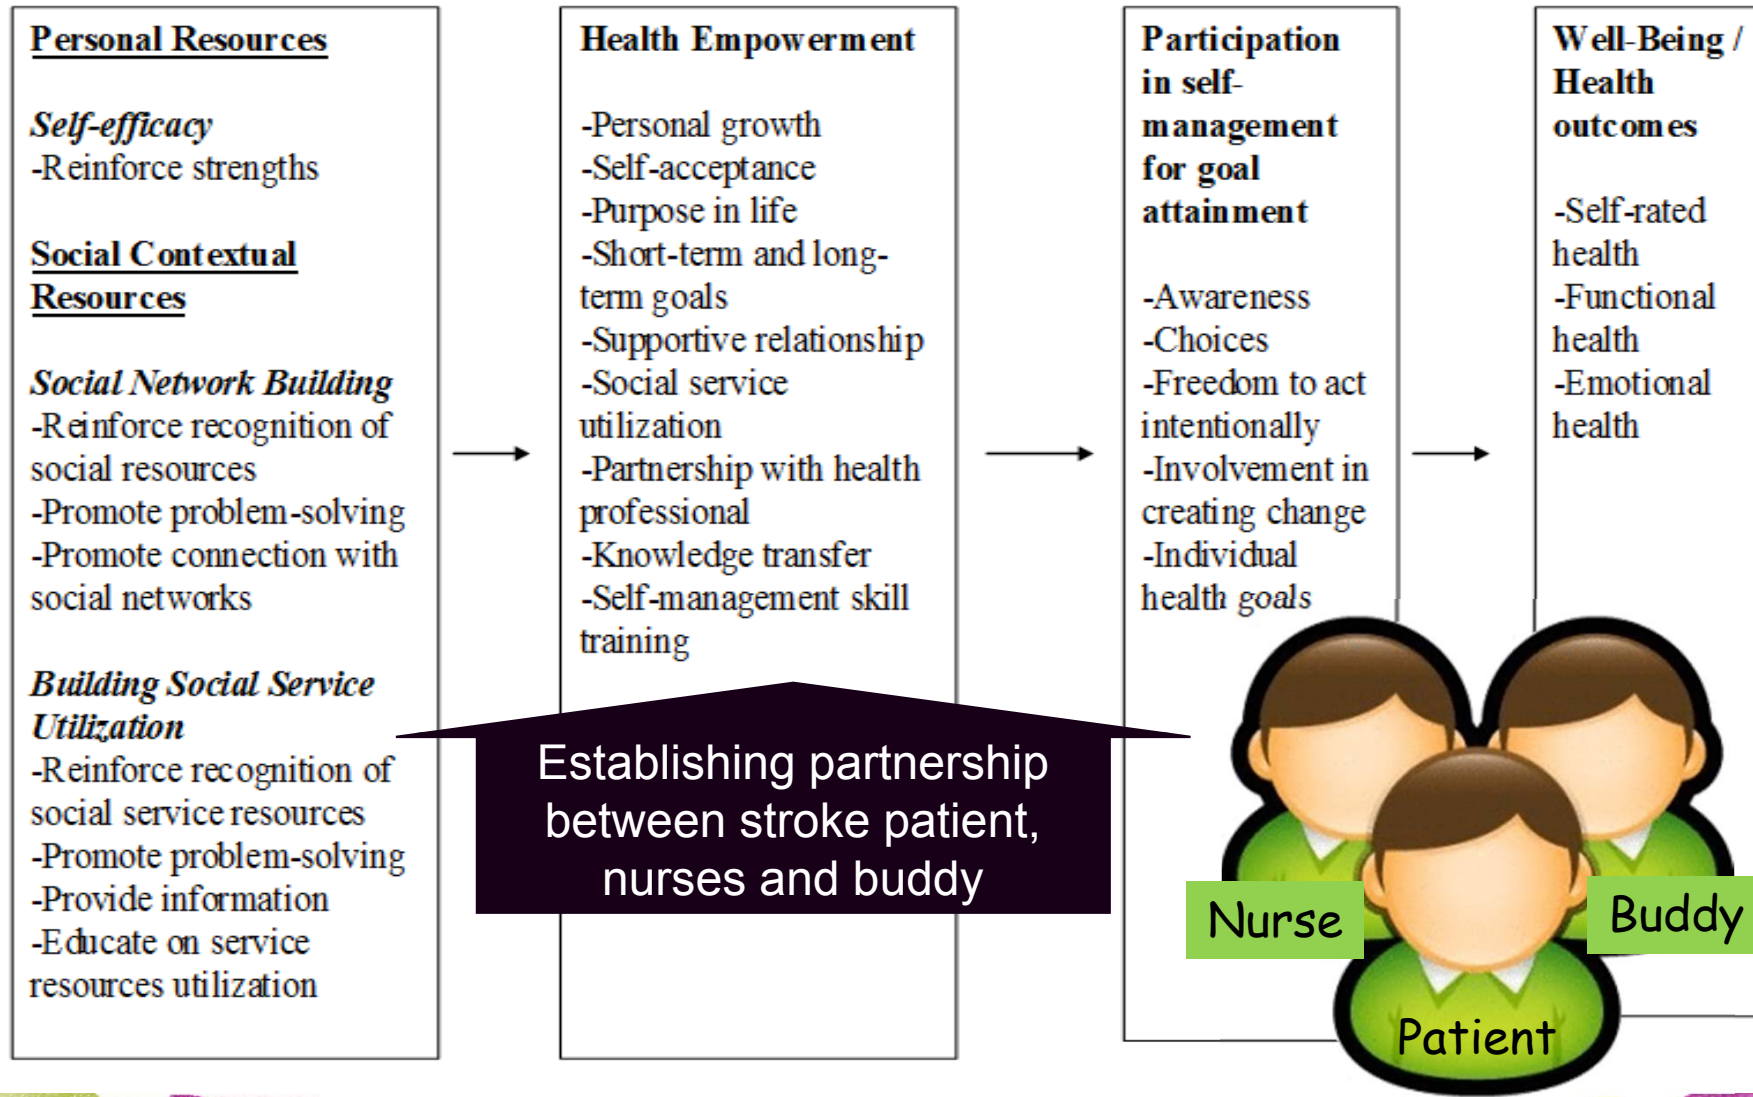 Personal Resources
Self-efficacy
-Reinforce strengths
Social Contextual
Resources
Social Network Building
-Reinforce recognition of
social resources
-Promote problem-solving
-Promote connection with
social networks
Building Social Service
Utilization
-Reinforce recognition of
social service resources
-Promote problem-solving
-Provide information
-Educate on service
resources utilization
Health Empowerment
-Personal growth
-Self-acceptance
-Purpose in life
-Short-term and long-
term goals
-Supportive relationship
-Social service
utilization
-Partnership with health
professional
-Knowledge transfer
-Self-management skill
training
Establishing partnership
between stroke patient,
nurses and buddy
Participation
in self-
management
for goal
attainment
-Awareness
-Choices
-Freedom to act
intentionally
-Involvement in
creating change
-Individual
health goals
Well-Being /
Health
outcomes
-Self-rated
health
-Functional
health
-Emotional
health
Nurse
Buddy
Patient